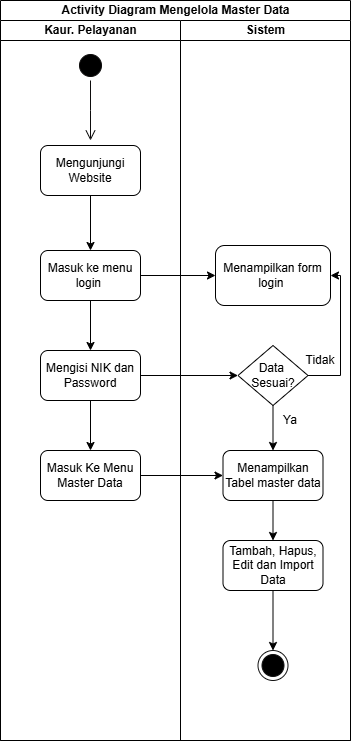 Activity Diagram Mengelola Master Data
Kaur. Pelayanan
Sistem
Mengunjungi
Website
Masuk ke menu
login
Menampilkan form
login
Mengisi NIK dan
Password
Data
Sesuai?
Tidak
Ya
Masuk Ke Menu
Master Data
Menampilkan
Tabel master data
Tambah, Hapus,
Edit dan Import
Data